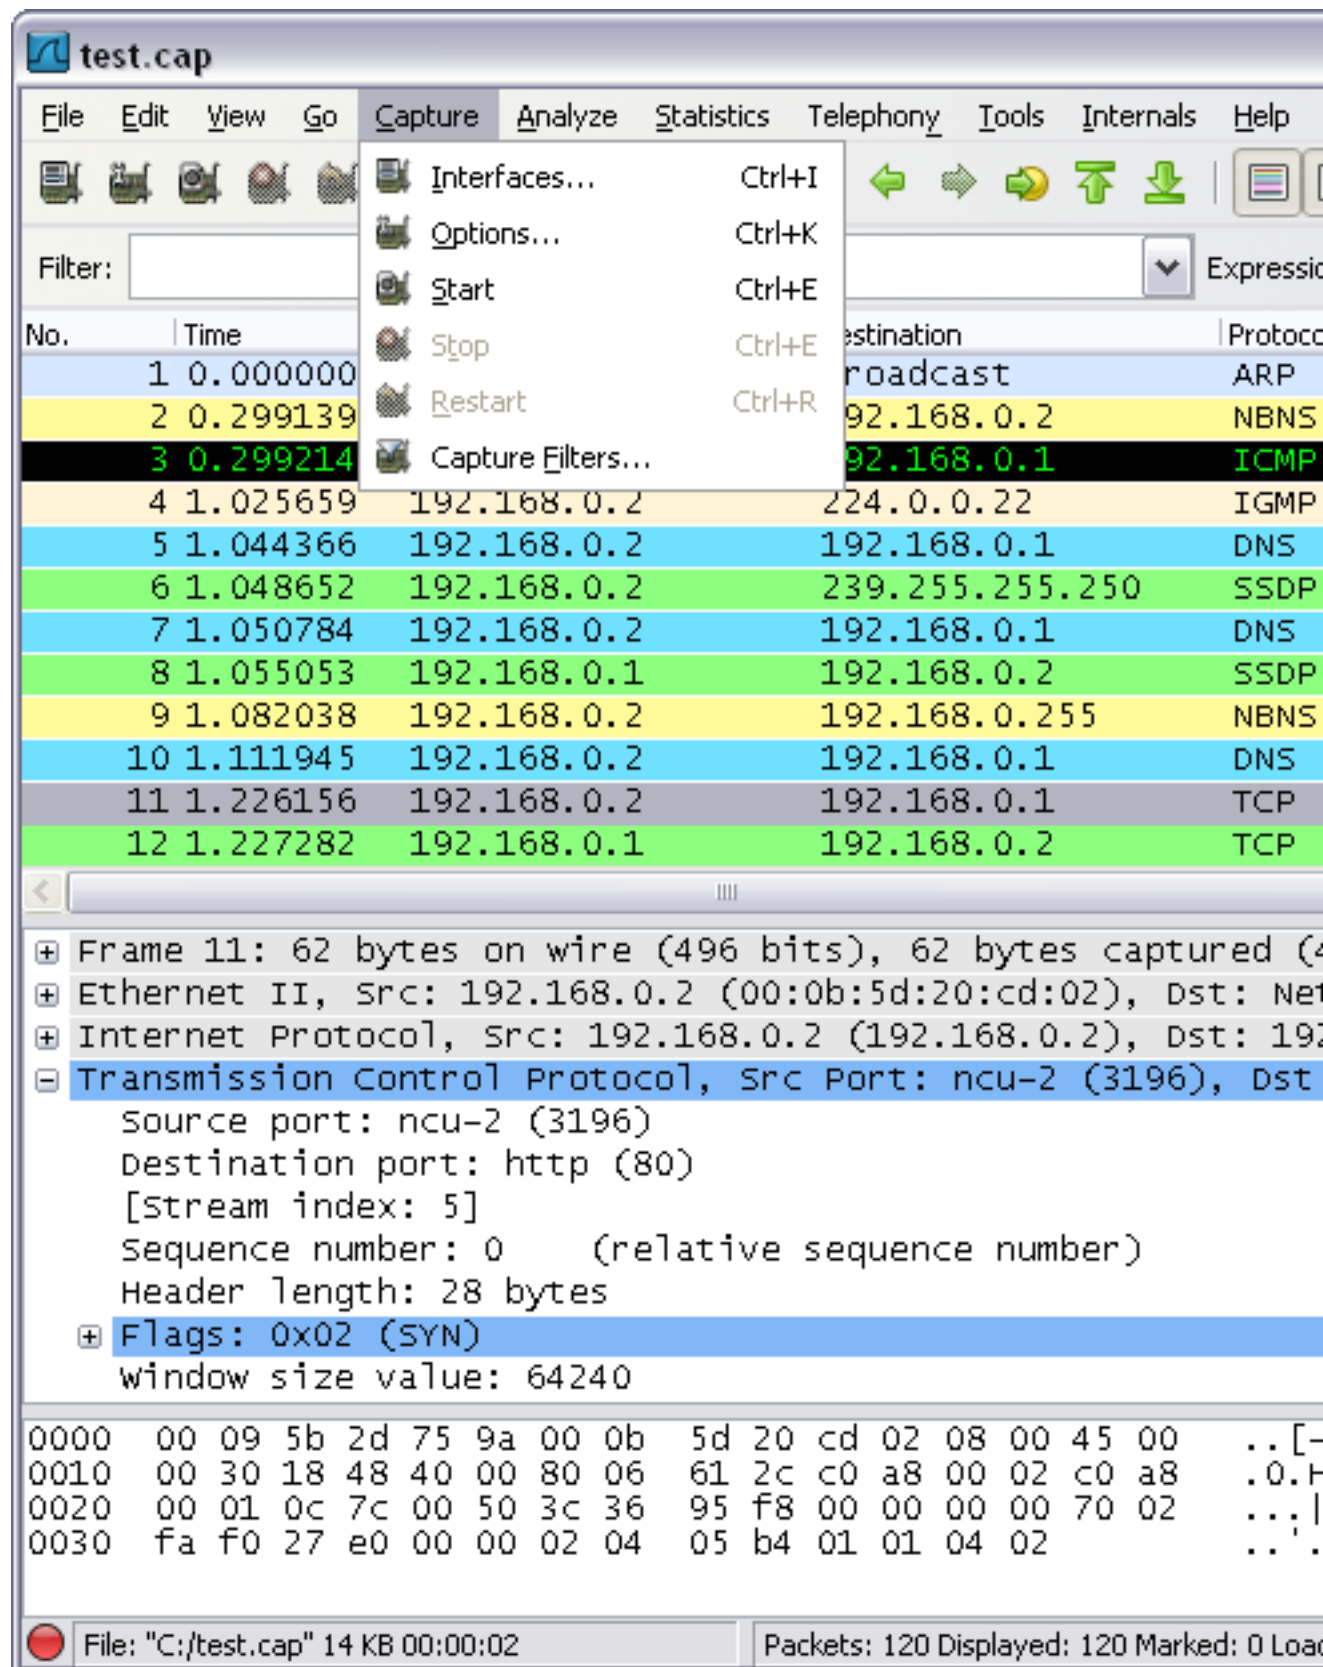 test.cap
File Edit View Go Capture Analyze Statistics Telephony Tools Internals Help
Interfaces... Ctrl+I
Options... Ctrl+K
Filter: Expressio
Start Ctrl+E
No. Time estination Protoco
Stop Ctrl+E
1 0.000000 roadcast ARP
Restart Ctrl+R
2 0.299139 92.168.0.2 NBNS
3 0.299214 92.168.0.1 ICMP
Capture Filters...
4 1.025659 192.168.0.2 224.0.0.22 IGMP
5 1.044366 192.168.0.2 192.168.0.1 DNS
6 1.048652 192.168.0.2 239.255.255.250 SSDP
7 1.050784 192.168.0.2 192.168.0.1 DNS
8 1.055053 192.168.0.1 192.168.0.2 SSDP
9 1.082038 192.168.0.2 192.168.0.255 NBNS
10 1.111945 192.168.0.2 192.168.0.1 DNS
11 1.226156 192.168.0.2 192.168.0.1 TCP
12 1.227282 192.168.0.1 192.168.0.2 TCP
Frame 11: 62 bytes on wire (496 bits), 62 bytes captured (4
Ethernet II, Src: 192.168.0.2 (00:0b:5d:20:cd:02), Dst: Net
Internet Protocol, Src: 192.168.0.2 (192.168.0.2), Dst: 192
Transmission Control Protocol, Src Port: ncu-2 (3196), Dst
Source port: ncu-2 (3196)
Destination port: http (80)
[Stream index: 5]
Sequence number: 0 (relative sequence number)
Header length: 28 bytes
Flags: 0x02 (SYN)
Window size value: 64240
0000 00 09 5b 2d 75 9a 00 0b 5d 20 cd 02 08 00 45 00 ..[-
0010 00 30 18 48 40 00 80 06 61 2c c0 a8 00 02 c0 a8 .0.H
0020 00 01 0c 7c 00 50 3c 36 95 f8 00 00 00 00 70 02 ...|
0030 fa f0 27 e0 00 00 02 04 05 b4 01 01 04 02 ..'.
File: "C:/test.cap" 14 KB 00:00:02 Packets: 120 Displayed: 120 Marked: 0 Load